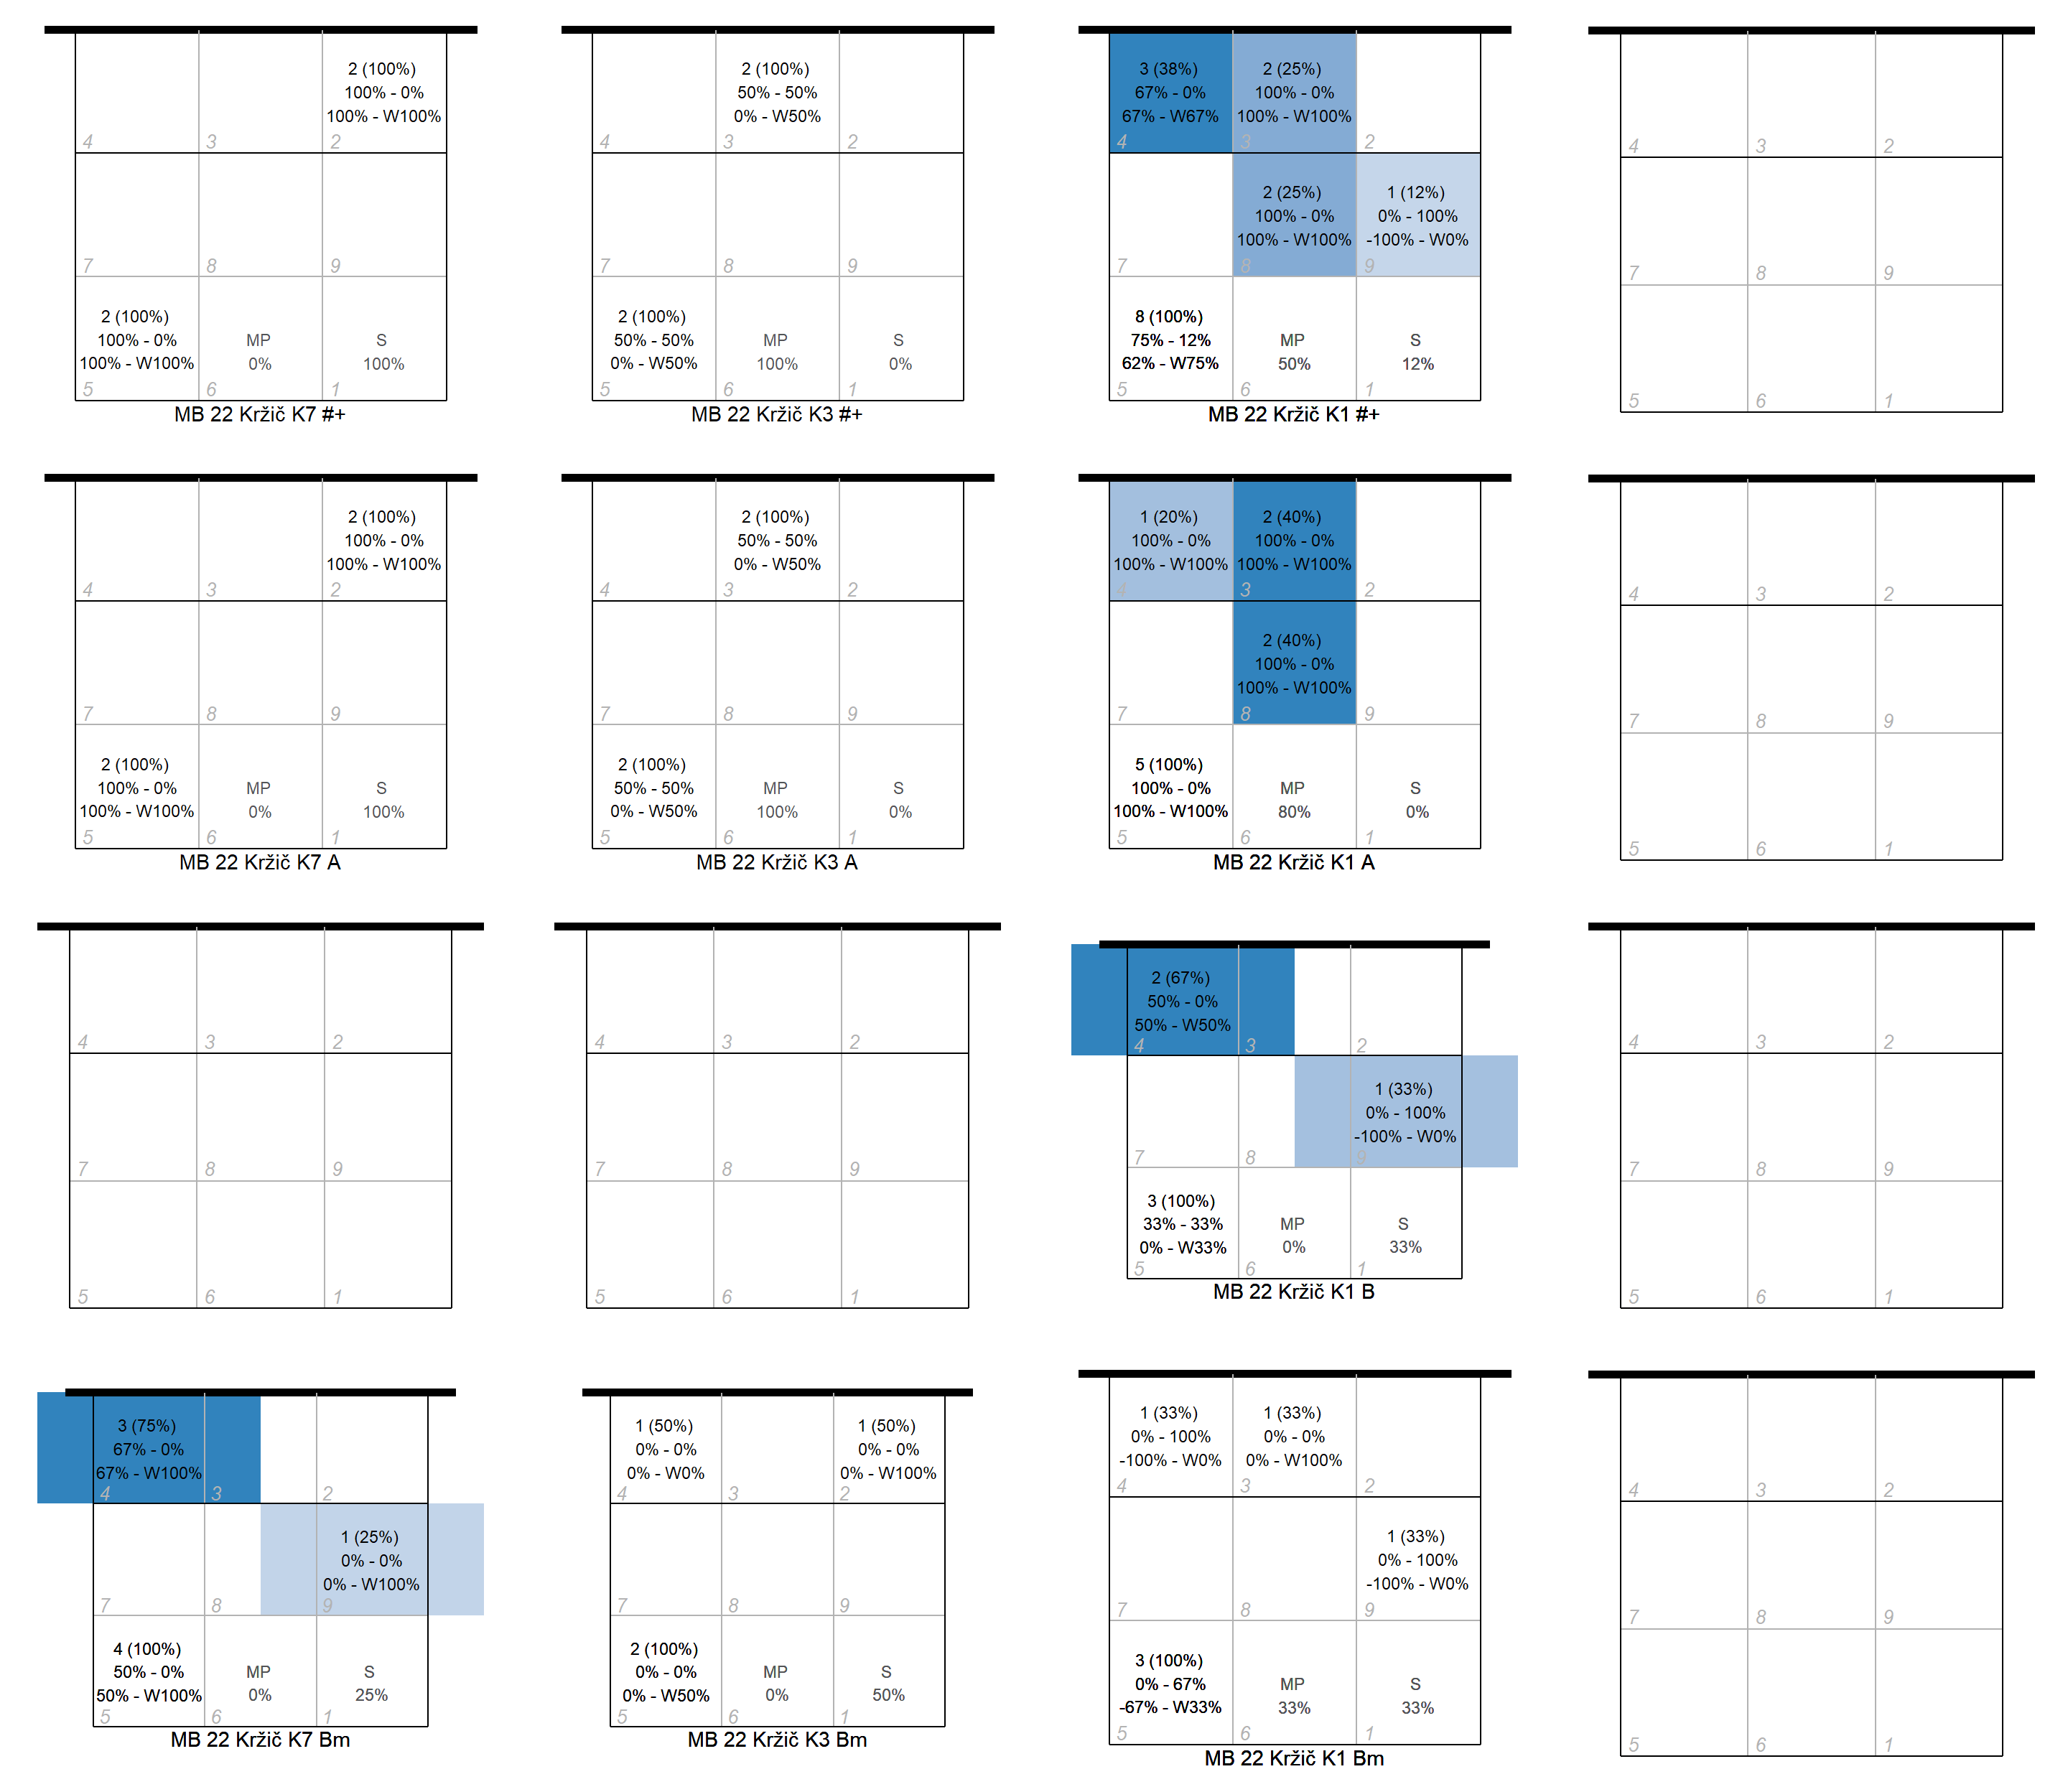 2 (100%)
100% - 0%
100% - W100%
4 3 2
7 8 9
2 (100%)
100% - 0%
100% - W100%
MP
0%
S
100%
5 6 1
MB 22 Kržič K7 #+
2 (100%)
50% - 50%
0% - W50%
4 3 2
7 8 9
2 (100%)
50% - 50%
0% - W50%
MP
100%
S
0%
5 6 1
MB 22 Kržič K3 #+
3 (38%)
67% - 0%
67% - W67%
2 (25%)
100% - 0%
100% - W100%
4 3 2
2 (25%)
100% - 0%
100% - W100%
1 (12%)
0% - 100%
-100% - W0%
7 8 9
8 (100%)
75% - 12%
62% - W75%
MP
50%
S
12%
5 6 1
MB 22 Kržič K1 #+
4 3 2
7 8 9
5 6 1
2 (100%)
100% - 0%
100% - W100%
4 3 2
7 8 9
2 (100%)
100% - 0%
100% - W100%
MP
0%
S
100%
5 6 1
MB 22 Kržič K7 A
2 (100%)
50% - 50%
0% - W50%
4 3 2
7 8 9
2 (100%)
50% - 50%
0% - W50%
MP
100%
S
0%
5 6 1
MB 22 Kržič K3 A
1 (20%)
100% - 0%
100% - W100%
2 (40%)
100% - 0%
100% - W100%
4 3 2
2 (40%)
100% - 0%
100% - W100%
7 8 9
5 (100%)
100% - 0%
100% - W100%
MP
80%
S
0%
5 6 1
MB 22 Kržič K1 A
4 3 2
7 8 9
5 6 1
4 3 2
7 8 9
5 6 1
4 3 2
7 8 9
5 6 1
2 (67%)
50% - 0%
50% - W50%
4 3 2
1 (33%)
0% - 100%
-100% - W0%
7 8 9
3 (100%)
33% - 33%
0% - W33%
MP
0%
S
33%
5 6 1
MB 22 Kržič K1 B
4 3 2
7 8 9
5 6 1
3 (75%)
67% - 0%
67% - W100%
4 3 2
1 (25%)
0% - 0%
0% - W100%
7 8 9
4 (100%)
50% - 0%
50% - W100%
MP
0%
S
25%
5 6 1
MB 22 Kržič K7 Bm
1 (50%)
0% - 0%
0% - W0%
1 (50%)
0% - 0%
0% - W100%
4 3 2
7 8 9
2 (100%)
0% - 0%
0% - W50%
MP
0%
S
50%
5 6 1
MB 22 Kržič K3 Bm
1 (33%)
0% - 100%
-100% - W0%
1 (33%)
0% - 0%
0% - W100%
4 3 2
1 (33%)
0% - 100%
-100% - W0%
7 8 9
3 (100%)
0% - 67%
-67% - W33%
MP
33%
S
33%
5 6 1
MB 22 Kržič K1 Bm
4 3 2
7 8 9
5 6 1